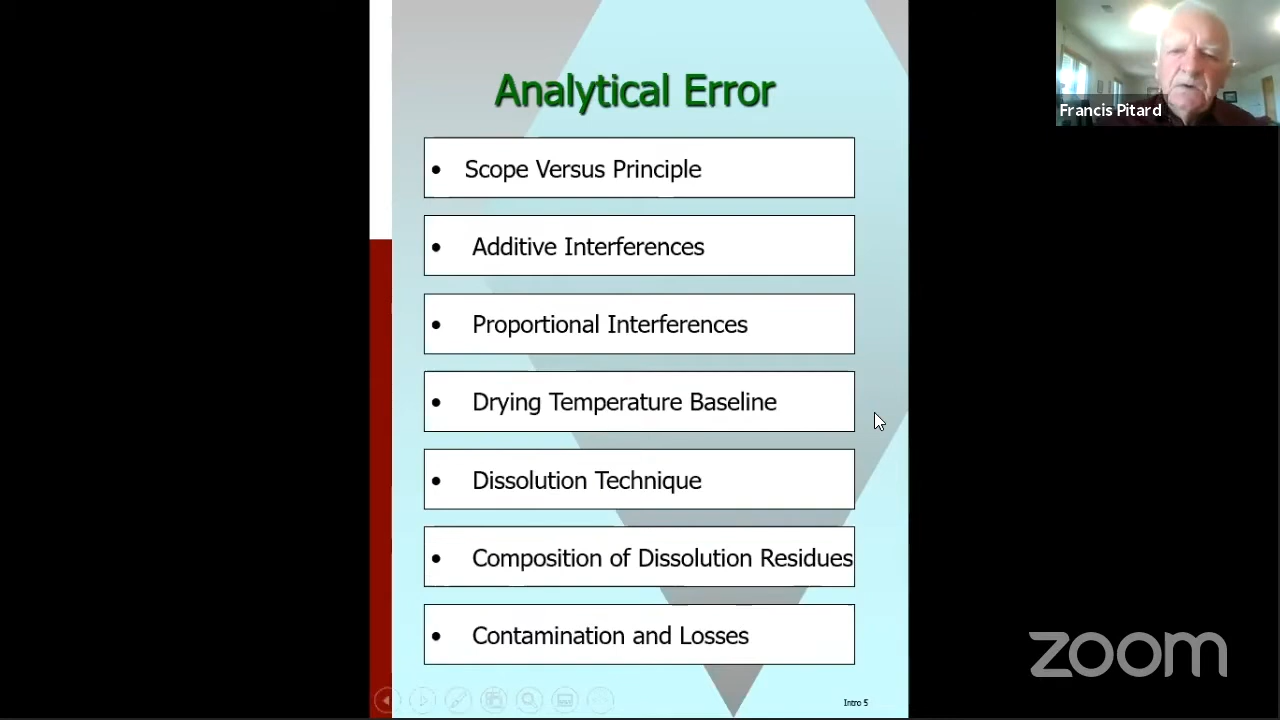 Analytical Error
• Scope Versus Principle
• Additive Interferences
• Proportional Interferences
• Drying Temperature Baseline
• Dissolution Technique
• Composition of Dissolution Residues
• Contamination and Losses
Intro 5
Francis Pitard
zoom